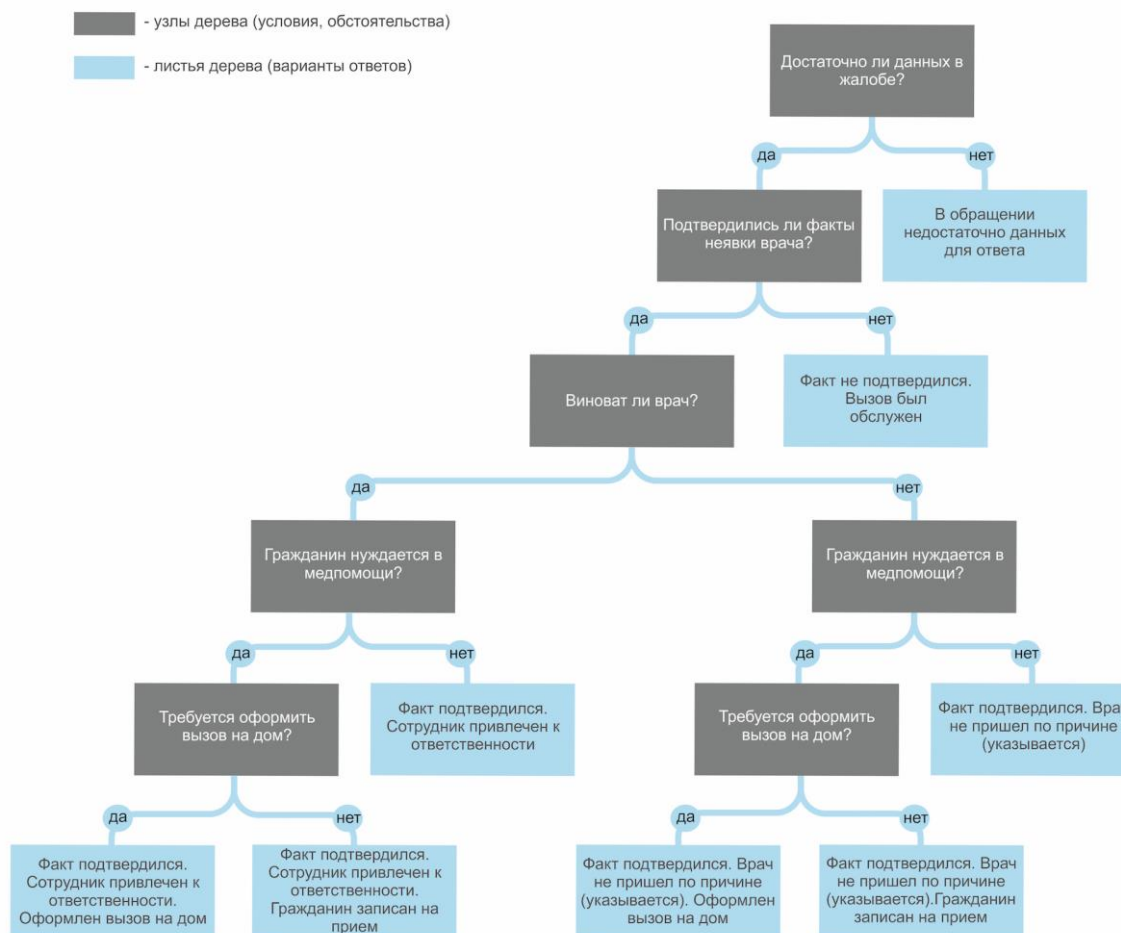 - узлы дерева (условия, обстоятельства)
- листья дерева (варианты ответов)
Достаточно ли данных в
жалобе?
да
нет
Подтвердились ли факты
неявки врача?
В обращении
недостаточно данных
для ответа
да
нет
Виноват ли врач?
Факт не подтвердился.
Вызов был
обслужен
да
нет
Гражданин нуждается в
медпомощи?
Гражданин нуждается в
медпомощи?
да
нет
да
нет
Требуется оформить
вызов на дом?
Факт подтвердился.
Сотрудник привлечен к
ответственности
Требуется оформить
вызов на дом?
Факт подтвердился. Врач
не пришел по причине
(указывается)
да
нет
да
нет
Факт подтвердился.
Сотрудник привлечен к
ответственности.
Оформлен вызов на дом
Факт подтвердился.
Сотрудник привлечен к
ответственности.
Гражданин записан на
прием
Факт подтвердился. Врач
не пришел по причине
(указывается). Оформлен
вызов на дом
Факт подтвердился. Врач
не пришел по причине
(указывается).Гражданин
записан на прием